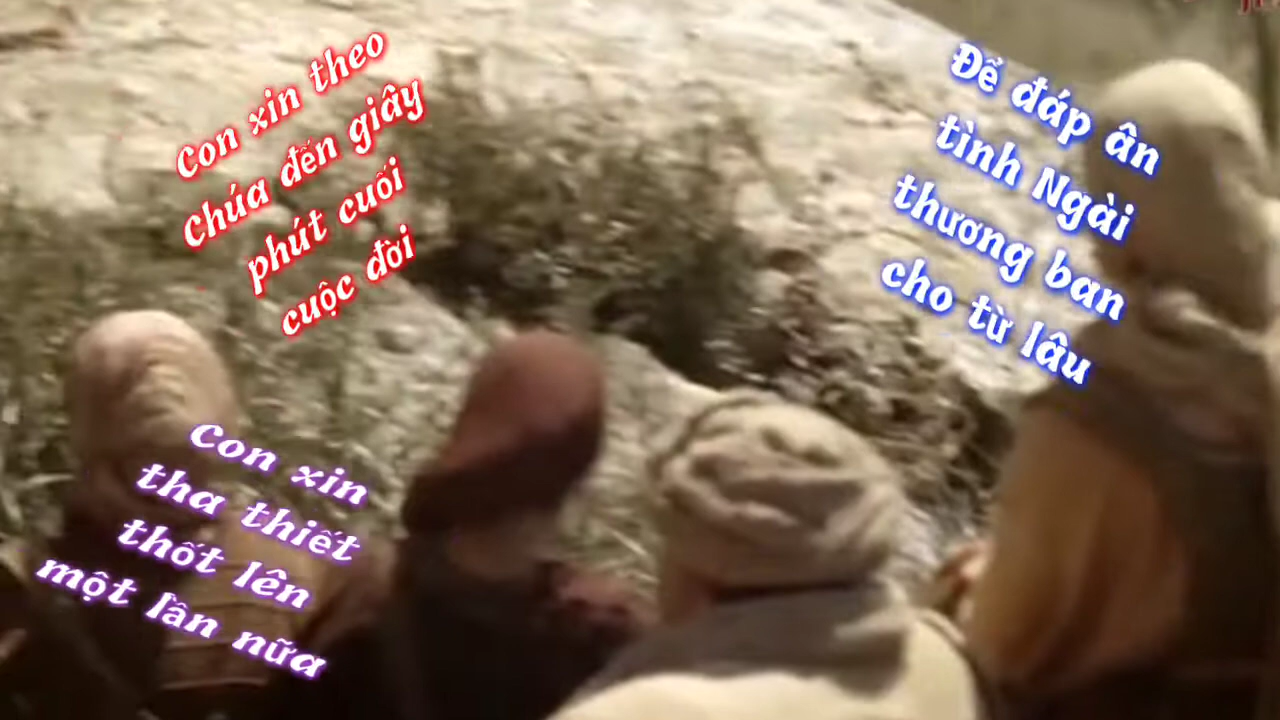 Con xin theo
Chúa đến giây
phút cuối
cuộc đời
Để đáp ân
tình Ngài
thương ban
cho từ lâu
Con xin
tha thiết
thốt lên
một lần nữa